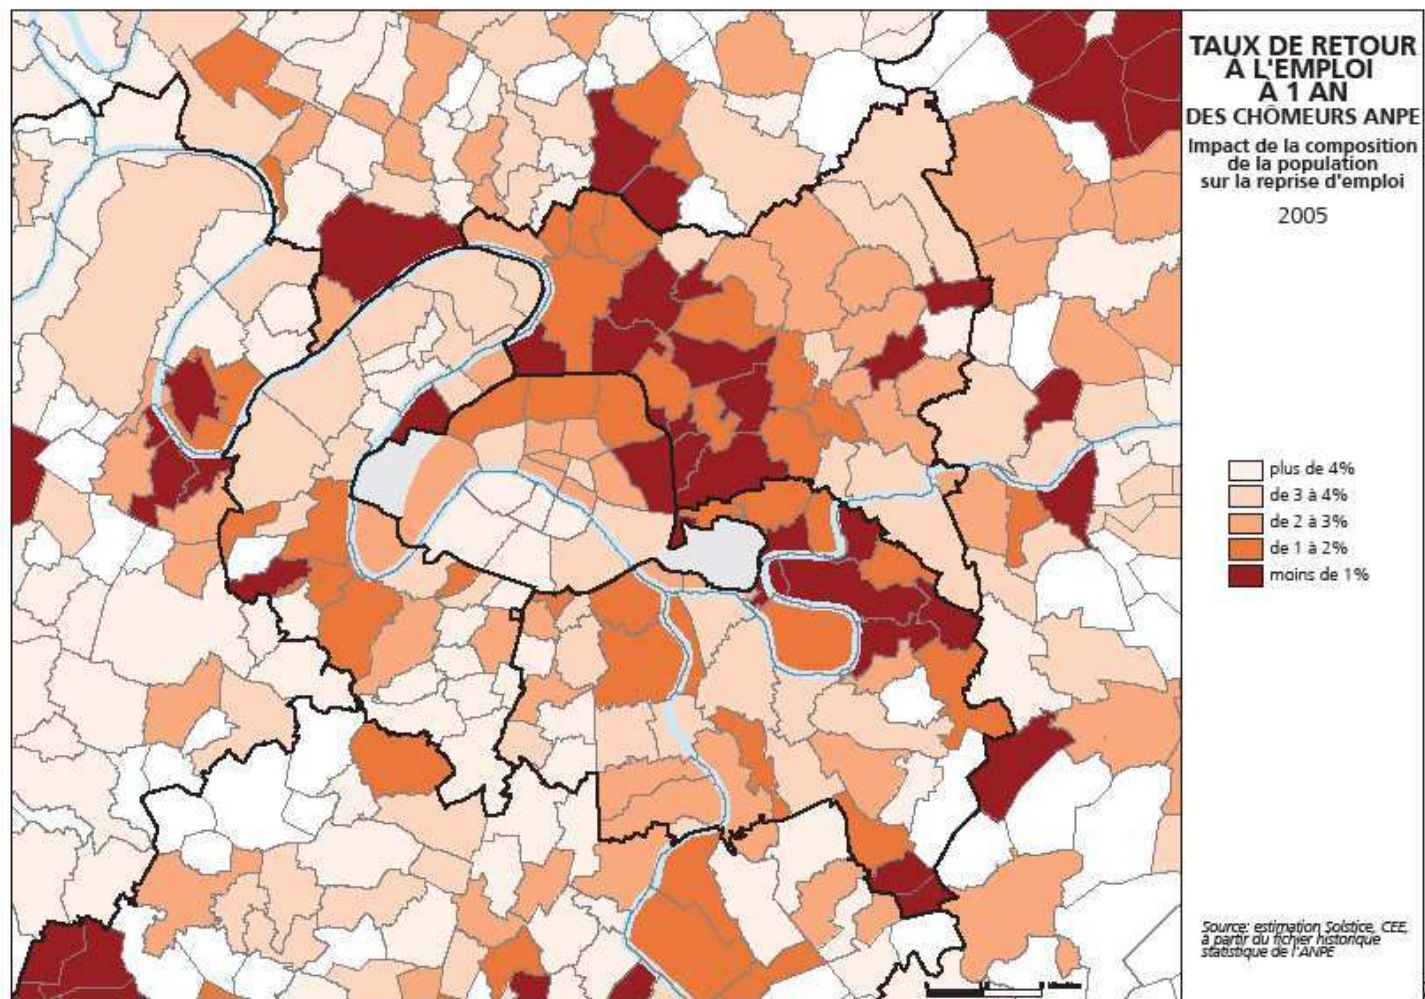 TAUX DE RETOUR
À L'EMPLOI
À 1 AN
DES CHÔMEURS ANPE
Impact de la composition
de la population
sur la reprise d'emploi
2005
plus de 4%
de 3 à 4%
de 2 à 3%
de 1 à 2%
moins de 1%
Source: estimation Solstice, CEE,
à partir du fichier historique
statistique de l'ANPE